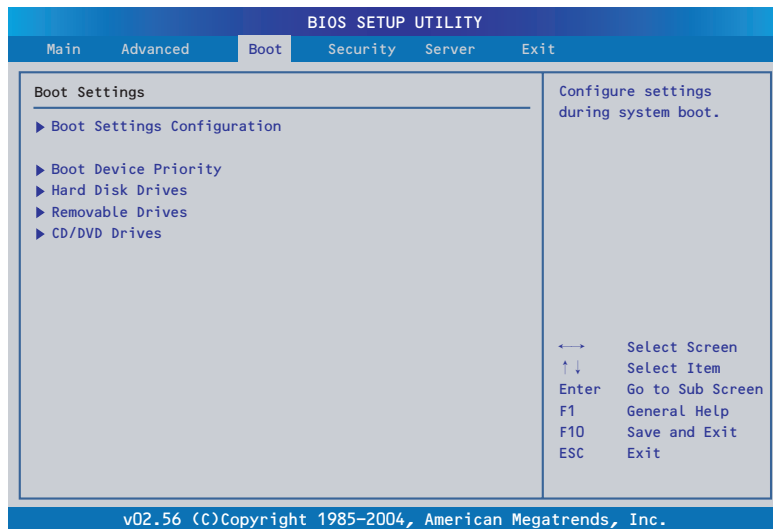 BIOS SETUP UTILITY
Main Advanced Boot Security Server Exit
Boot Settings
▶ Boot Settings Configuration
▶ Boot Device Priority
▶ Hard Disk Drives
▶ Removable Drives
▶ CD/DVD Drives
Configure settings
during system boot.
←→ Select Screen
↑↓ Select Item
Enter Go to Sub Screen
F1 General Help
F10 Save and Exit
ESC Exit
v02.56 (C)Copyright 1985-2004, American Megatrends, Inc.